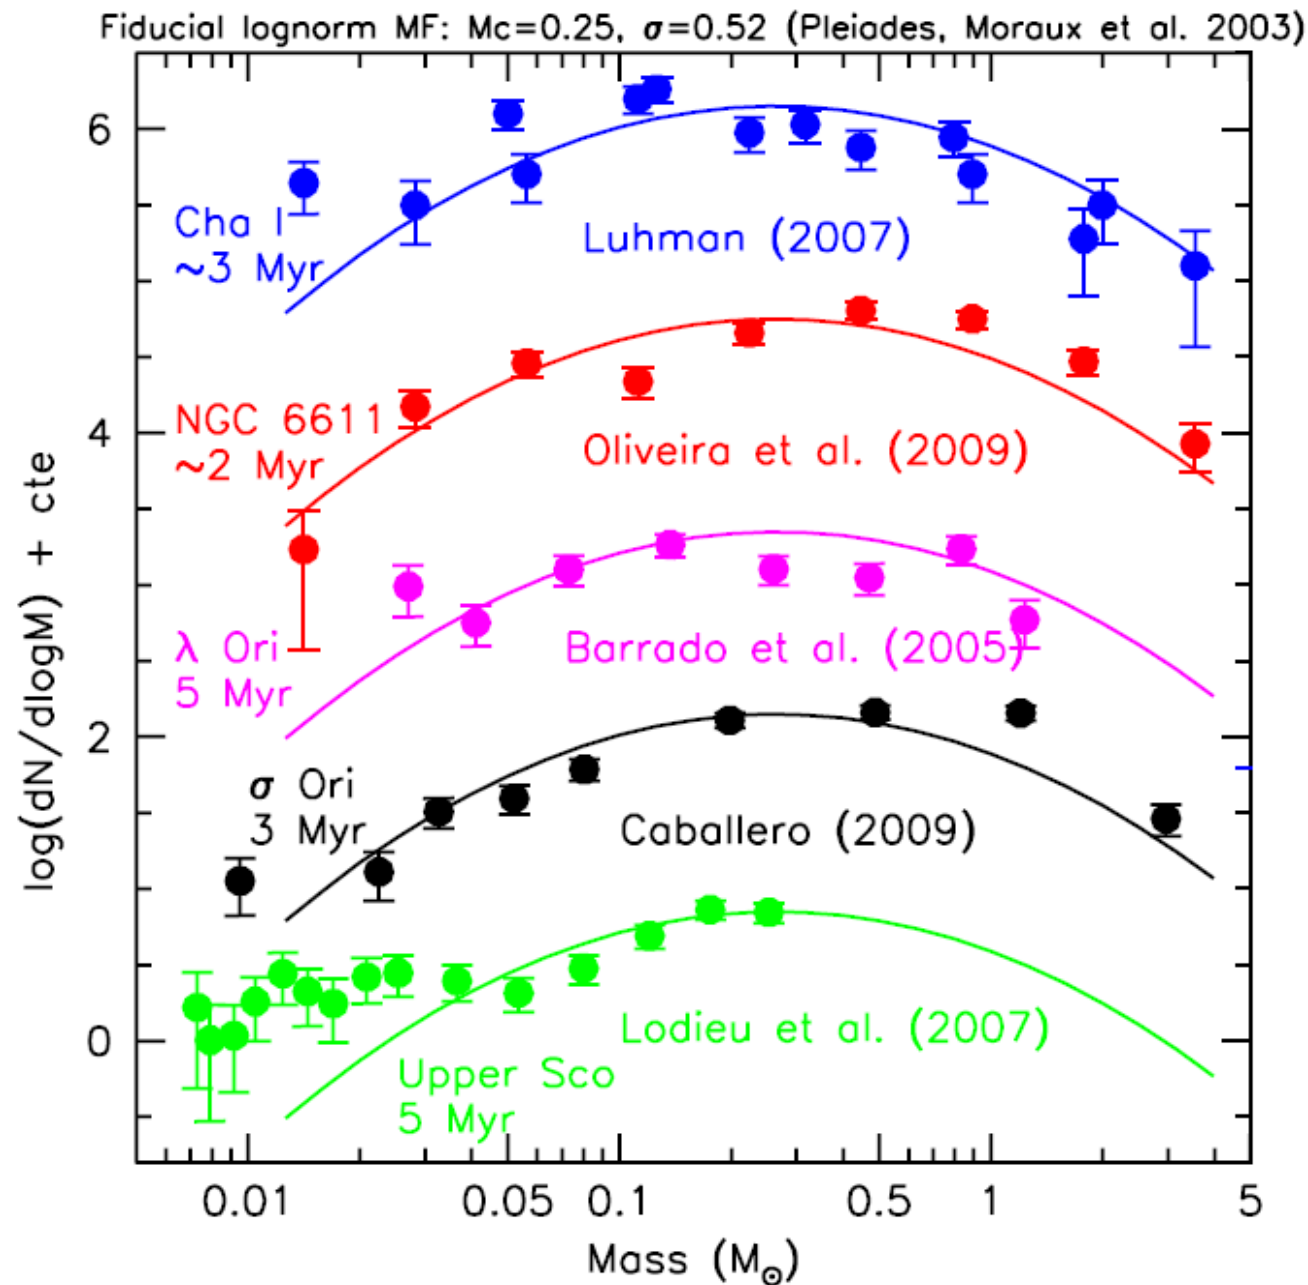 Fiducial lognorm MF: Mc=0.25, σ=0.52 (Pleiades, Moraux et al. 2003)
6
4
2
0
log(dN/dlogM) + cte
Cha I
~3 Myr
Luhman (2007)
NGC 6611
~2 Myr
Oliveira et al. (2009)
λ Ori
5 Myr
Barrado et al. (2005)
σ Ori
3 Myr
Caballero (2009)
Lodieu et al. (2007)
Upper Sco
5 Myr
0.01 0.05 0.1 0.5 1 5
Mass (M⊙)